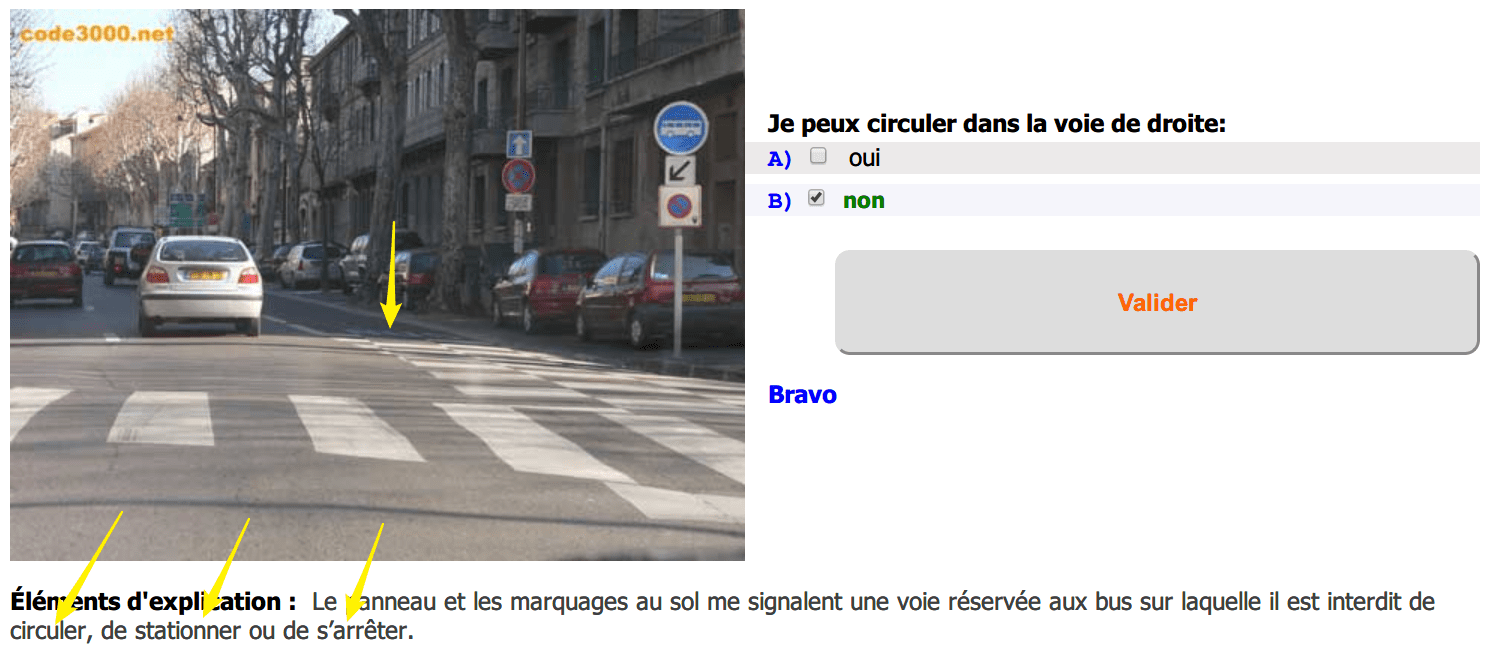 code3000.net
Je peux circuler dans la voie de droite:
A) oui
B) non
Valider
Bravo
Éléments d'explication : Le panneau et les marquages au sol me signalent une voie réservée aux bus sur laquelle il est interdit de
circuler, de stationner ou de s’arrêter.